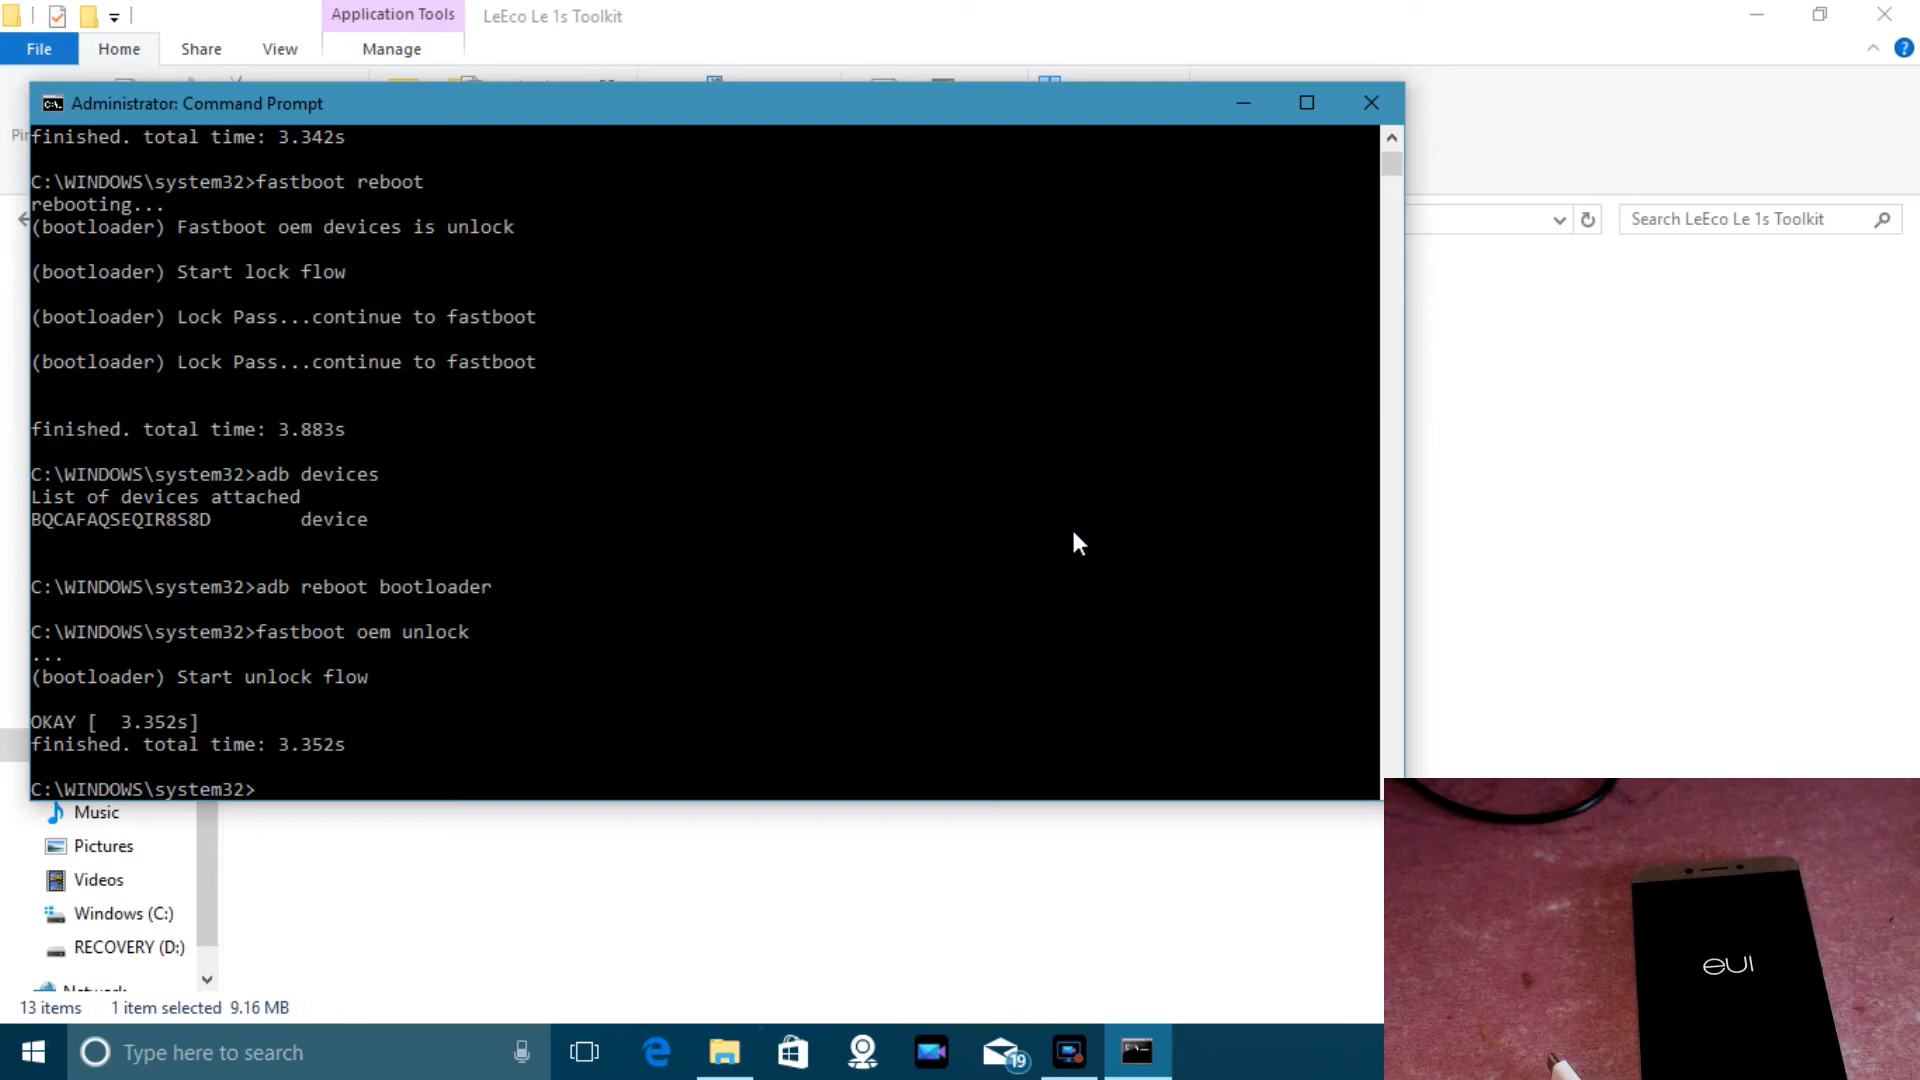 Application Tools
LeEco Le 1s Toolkit
File
Home
Share
View
Manage
Administrator: Command Prompt
finished. total time: 3.342s
C:\WINDOWS\system32>fastboot reboot
rebooting...
(bootloader) Fastboot oem devices is unlock
(bootloader) Start lock flow
(bootloader) Lock Pass...continue to fastboot
(bootloader) Lock Pass...continue to fastboot
finished. total time: 3.883s
C:\WINDOWS\system32>adb devices
List of devices attached
BQCAFAQSEQIR8S8D device
C:\WINDOWS\system32>adb reboot bootloader
C:\WINDOWS\system32>fastboot oem unlock
...
(bootloader) Start unlock flow
OKAY [ 3.352s]
finished. total time: 3.352s
C:\WINDOWS\system32>
Search LeEco Le 1s Toolkit
Music
Pictures
Videos
Windows (C:)
RECOVERY (D:)
Network
13 items 1 item selected 9.16 MB
Type here to search
19
eui